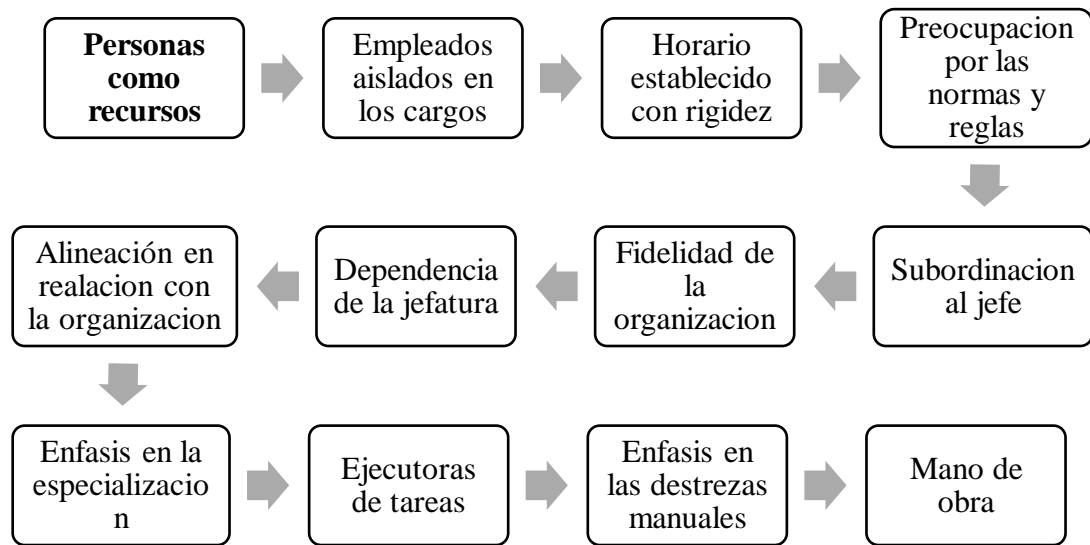 Personas
como
recursos
Empleados
aislados en
los cargos
Horario
establecido
con rigidez
Preocupacion
por las
normas y
reglas
Subordinacion
al jefe
Fidelidad de
la
organizacion
Dependencia
de la jefatura
Alineación en
realacion con
la organizacion
Enfasis en la
especializacio
n
Ejecutoras
de tareas
Enfasis en
las destrezas
manuales
Mano de
obra